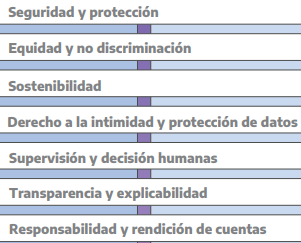 Seguridad y protección
Equidad y no discriminación
Sostenibilidad
Derecho a la intimidad y protección de datos
Supervisión y decisión humanas
Transparencia y explicabilidad
Responsabilidad y rendición de cuentas